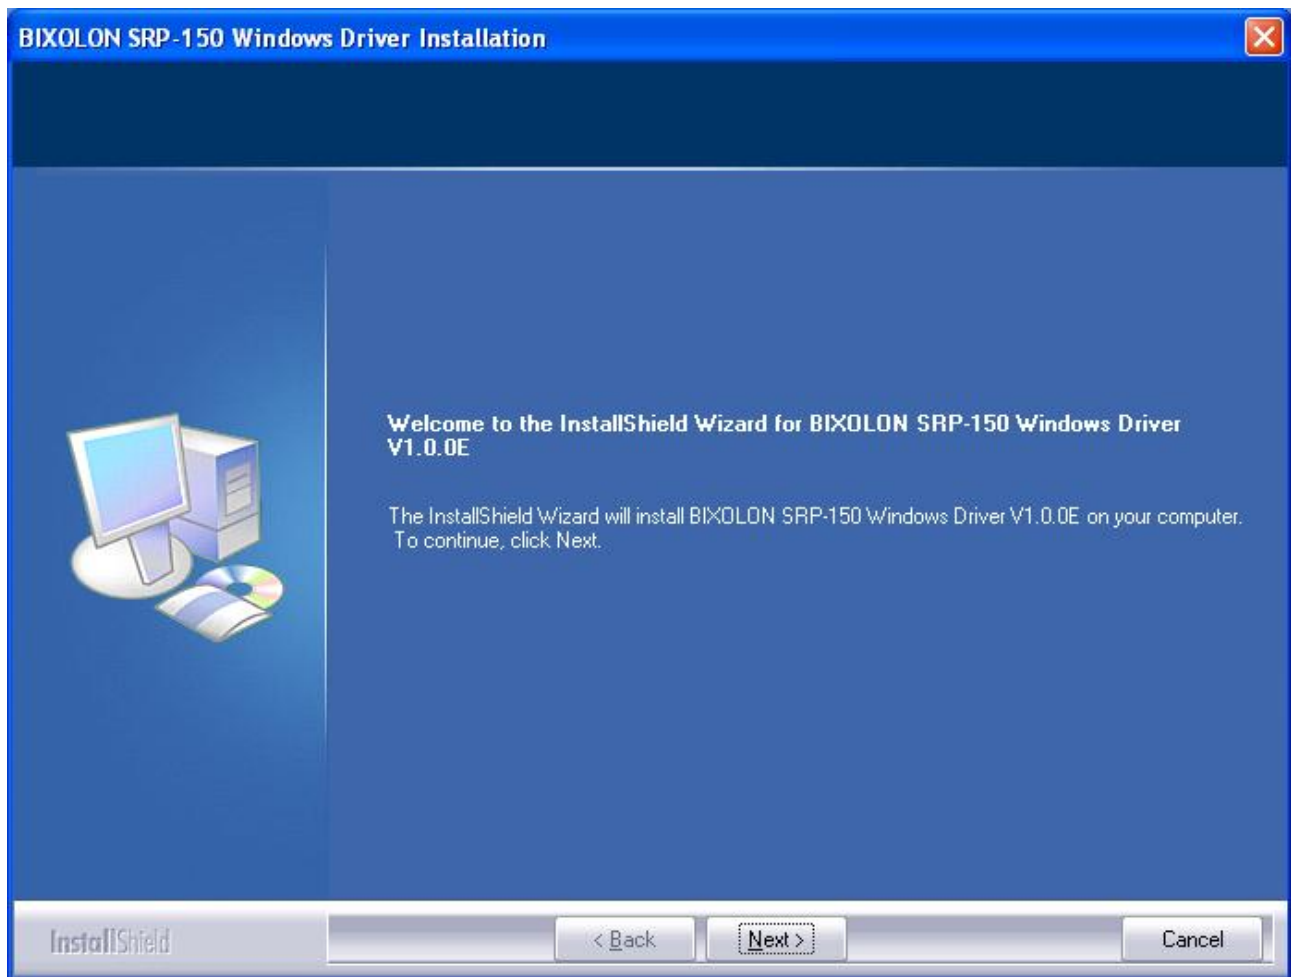 BIXOLON SRP-150 Windows Driver Installation
Welcome to the InstallShield Wizard for BIXOLON SRP-150 Windows Driver
V1.0.0E
The InstallShield Wizard will install BIXOLON SRP-150 Windows Driver V1.0.0E on your computer.
To continue, click Next.
InstallShield
< Back
Next >
Cancel